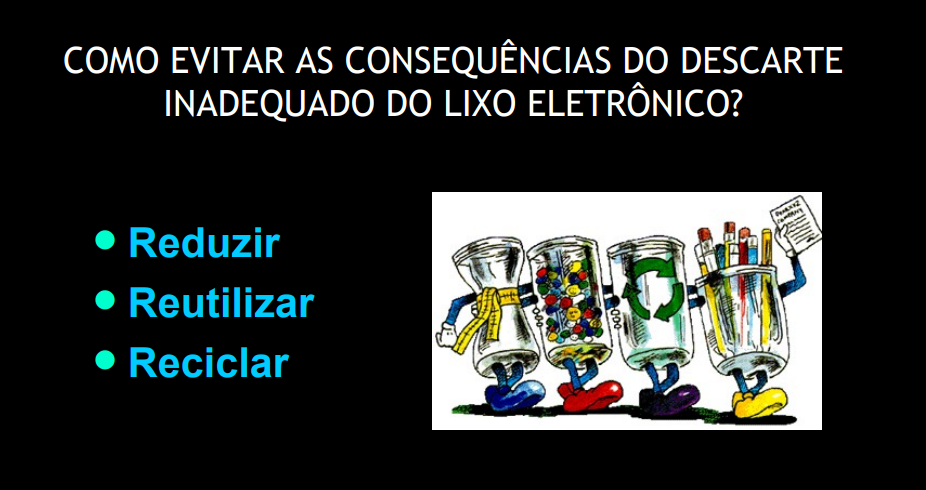 COMO EVITAR AS CONSEQUÊNCIAS DO DESCARTE
INADEQUADO DO LIXO ELETRÔNICO?
Reduzir
Reutilizar
Reciclar